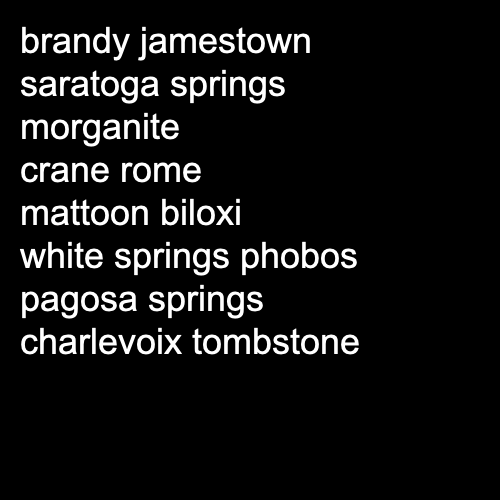 brandy jamestown
saratoga springs
morganite
crane rome
mattoon biloxi
white springs phobos
pagosa springs
charlevoix tombstone